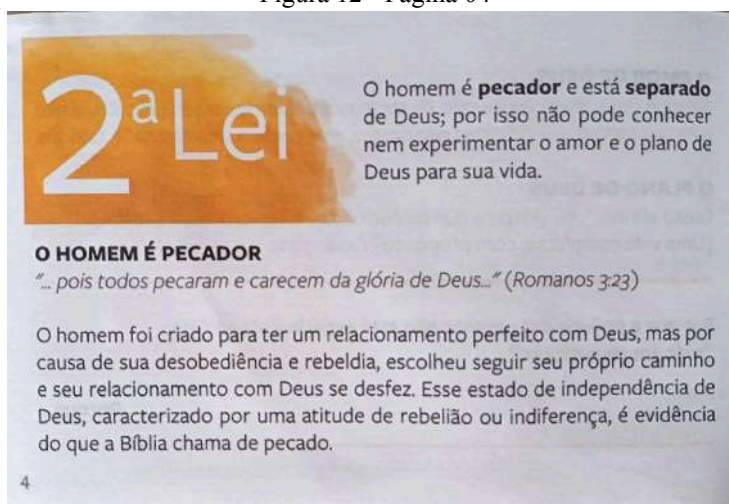 2ª Lei
O homem é pecador e está separado
de Deus; por isso não pode conhecer
nem experimentar o amor e o plano de
Deus para sua vida.
O HOMEM É PECADOR
"... pois todos pecaram e carecem da glória de Deus..." (Romanos 3:23)
O homem foi criado para ter um relacionamento perfeito com Deus, mas por
causa de sua desobediência e rebeldia, escolheu seguir seu próprio caminho
e seu relacionamento com Deus se desfez. Esse estado de independência de
Deus, caracterizado por uma atitude de rebelião ou indiferença, é evidência
do que a Bíblia chama de pecado.
4